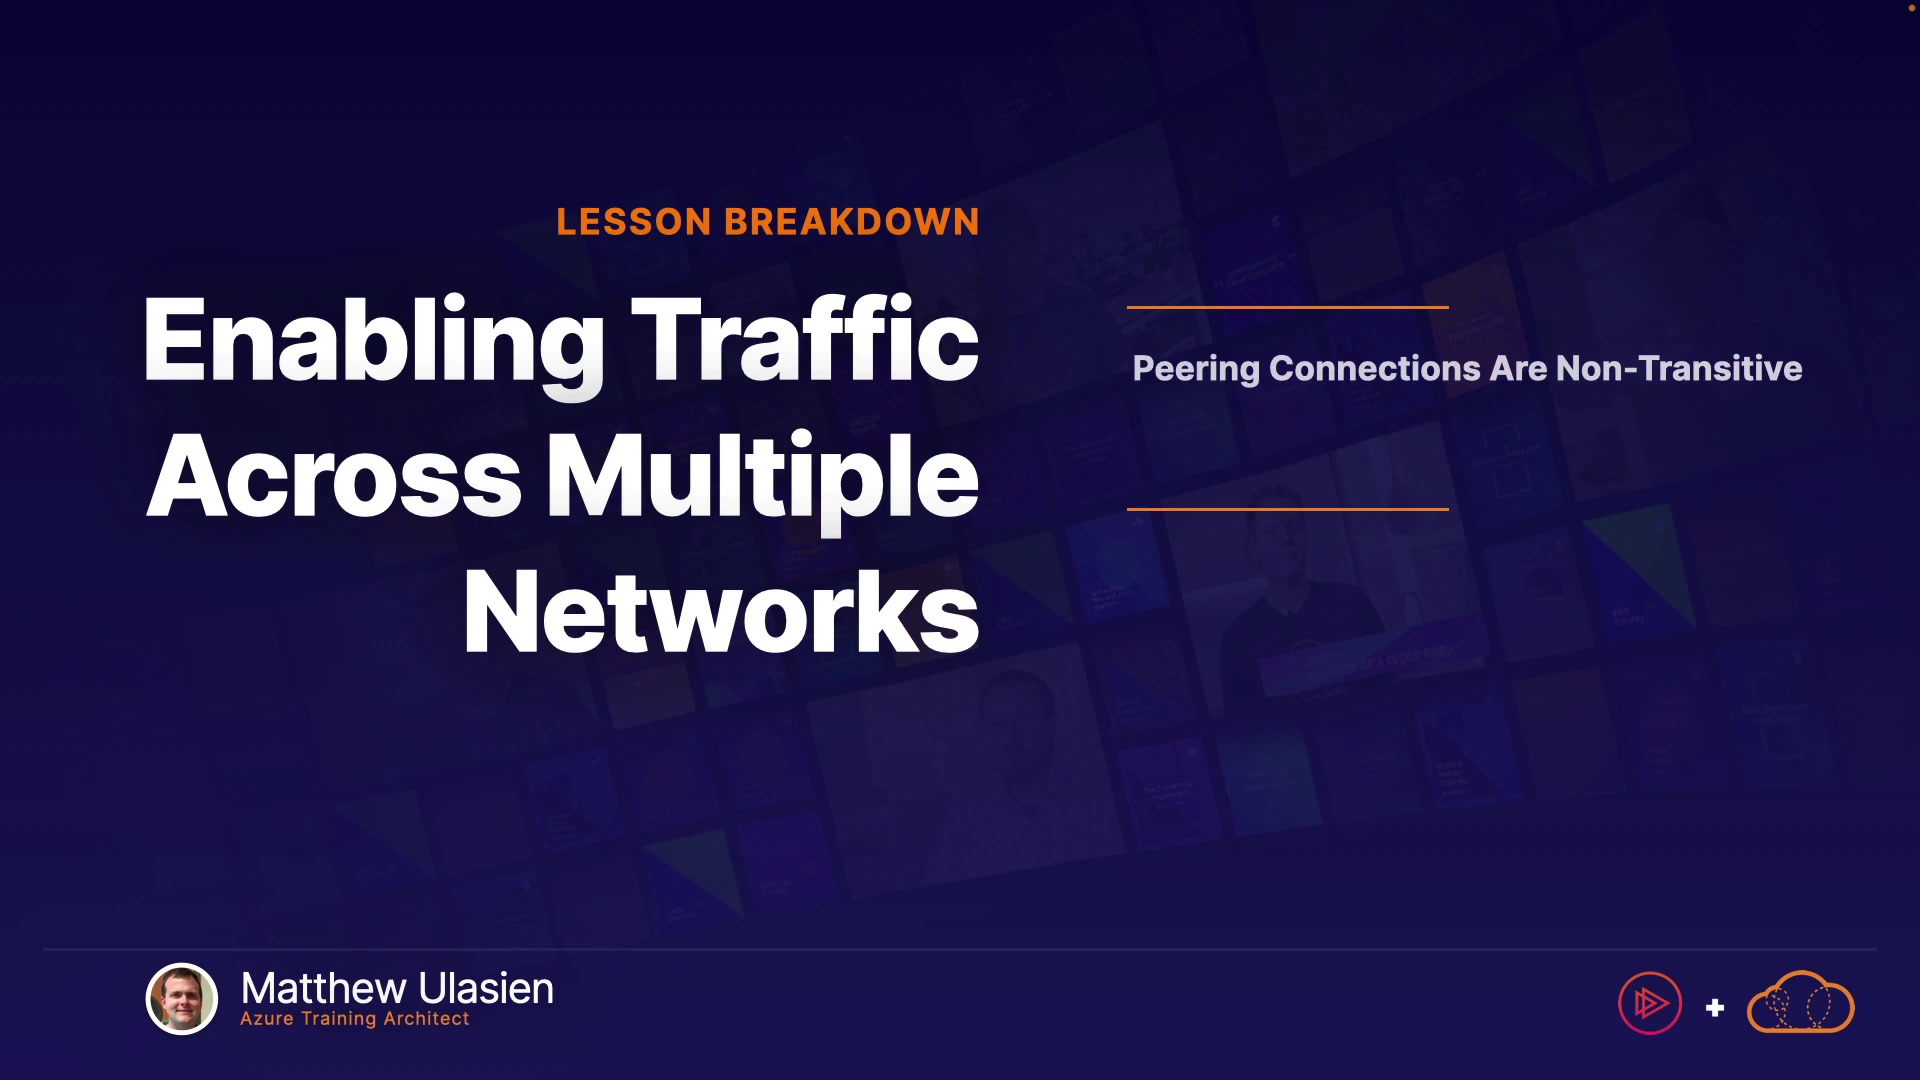 LESSON BREAKDOWN
Enabling Traffic
Across Multiple
Networks
Peering Connections Are Non-Transitive
Matthew Ulasien
Azure Training Architect